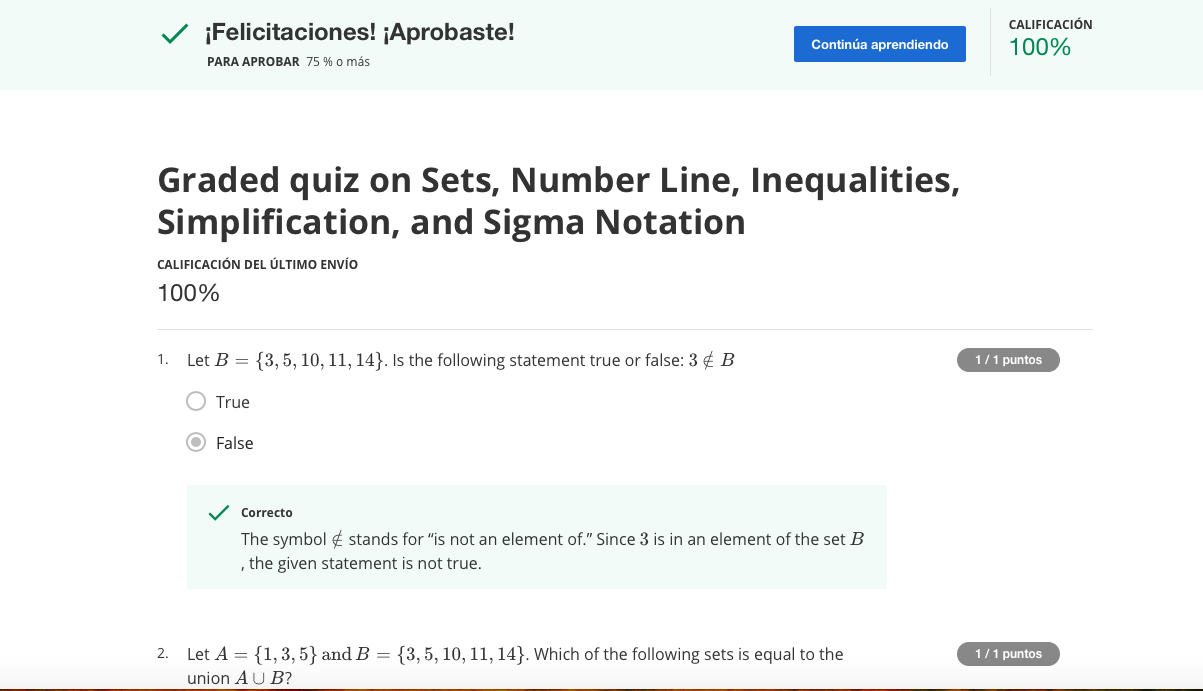 ¡Felicitaciones! ¡Aprobaste!
PARA APROBAR 75 % o más
Continúa aprendiendo
CALIFICACIÓN
100%
Graded quiz on Sets, Number Line, Inequalities,
Simplification, and Sigma Notation
CALIFICACIÓN DEL ÚLTIMO ENVÍO
100%
1. Let B = {3, 5, 10, 11, 14}. Is the following statement true or false: 3 ∉ B
1 / 1 puntos
True
False
Correcto
The symbol ∉ stands for “is not an element of.” Since 3 is in an element of the set B
, the given statement is not true.
2. Let A = {1, 3, 5} and B = {3, 5, 10, 11, 14}. Which of the following sets is equal to the
1 / 1 puntos
union A ∪ B?